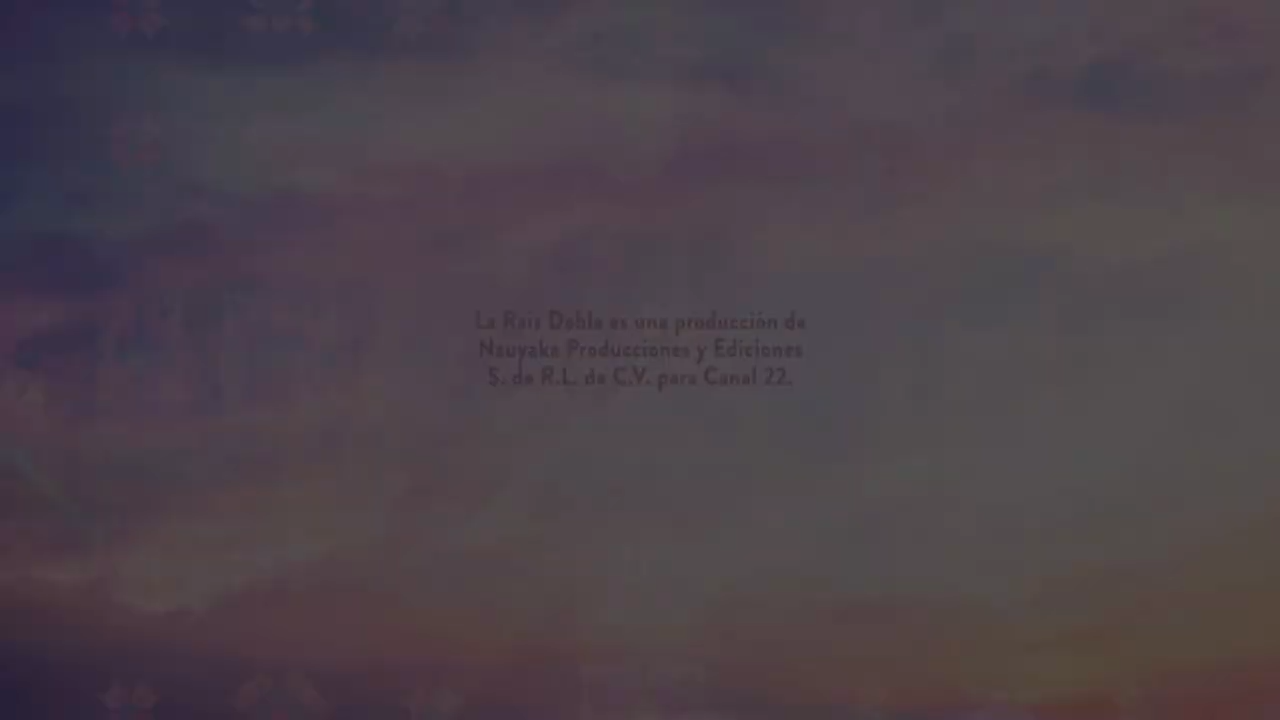 La Raíz Doble es una producción de
Nauyaka Producciones y Ediciones
S. de R.L. de C.V. para Canal 22.